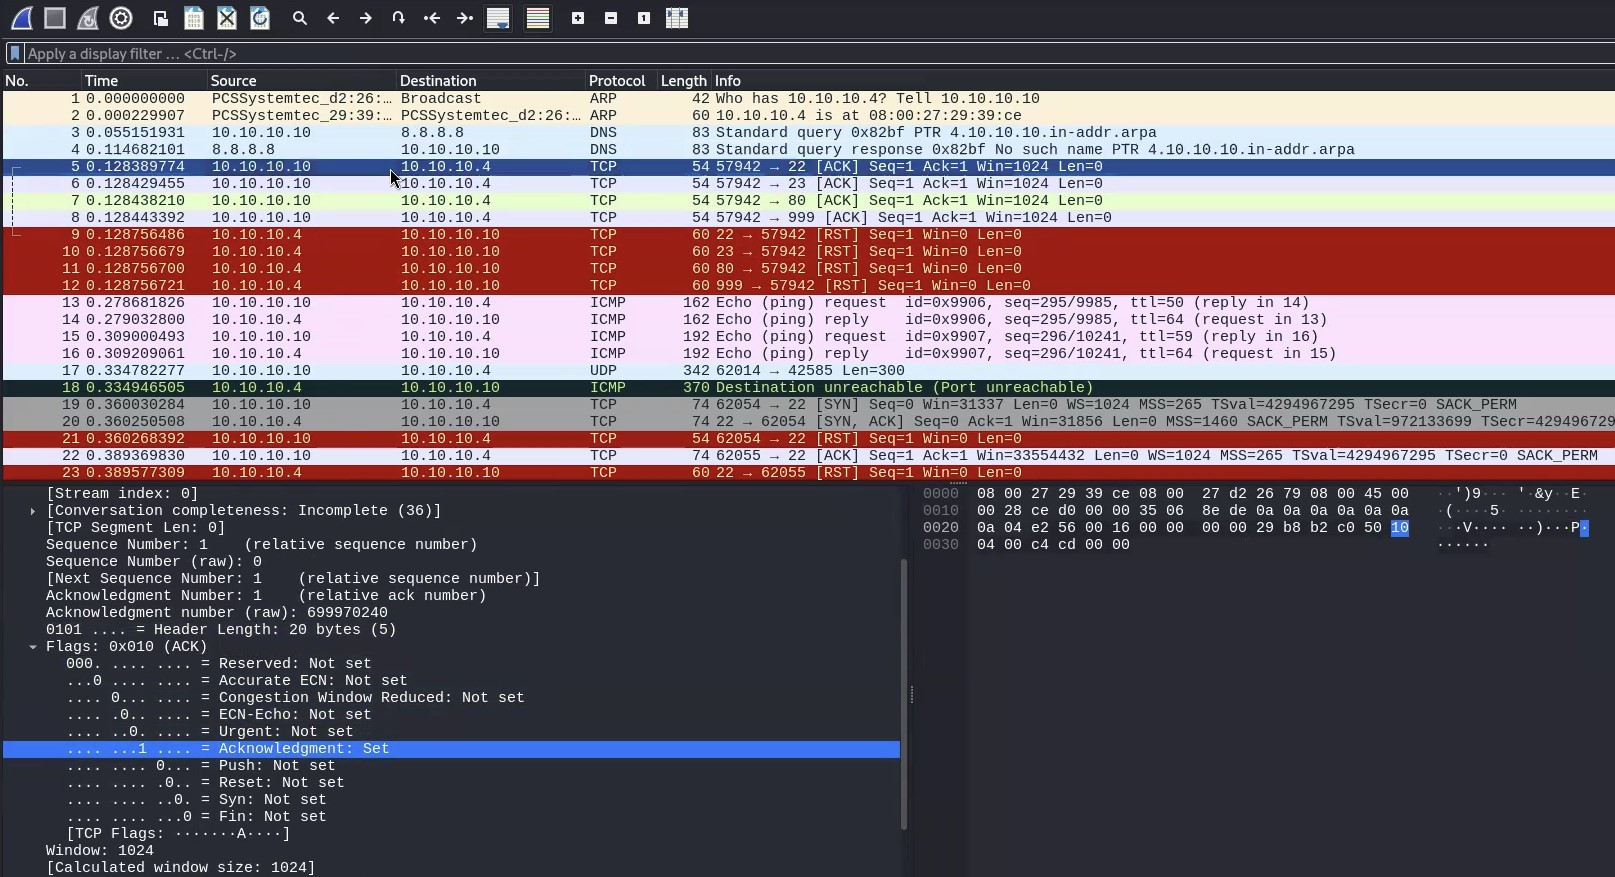 Apply a display filter ... <Ctrl-/>
No. Time Source Destination Protocol Length Info
1 0.000000000 PCSSystemtec_d2:26:… Broadcast ARP 42 Who has 10.10.10.4? Tell 10.10.10.10
2 0.000229907 PCSSystemtec_29:39:… PCSSystemtec_d2:26:… ARP 60 10.10.10.4 is at 08:00:27:29:39:ce
3 0.055151931 10.10.10.10 8.8.8.8 DNS 83 Standard query 0x82bf PTR 4.10.10.10.in-addr.arpa
4 0.114682101 8.8.8.8 10.10.10.10 DNS 83 Standard query response 0x82bf No such name PTR 4.10.10.10.in-addr.arpa
5 0.128389774 10.10.10.10 10.10.10.4 TCP 54 57942 → 22 [ACK] Seq=1 Ack=1 Win=1024 Len=0
6 0.128429455 10.10.10.10 10.10.10.4 TCP 54 57942 → 23 [ACK] Seq=1 Ack=1 Win=1024 Len=0
7 0.128438210 10.10.10.10 10.10.10.4 TCP 54 57942 → 80 [ACK] Seq=1 Ack=1 Win=1024 Len=0
8 0.128443392 10.10.10.10 10.10.10.4 TCP 54 57942 → 999 [ACK] Seq=1 Ack=1 Win=1024 Len=0
9 0.128756486 10.10.10.4 10.10.10.10 TCP 60 22 → 57942 [RST] Seq=1 Win=0 Len=0
10 0.128756679 10.10.10.4 10.10.10.10 TCP 60 23 → 57942 [RST] Seq=1 Win=0 Len=0
11 0.128756700 10.10.10.4 10.10.10.10 TCP 60 80 → 57942 [RST] Seq=1 Win=0 Len=0
12 0.128756721 10.10.10.4 10.10.10.10 TCP 60 999 → 57942 [RST] Seq=1 Win=0 Len=0
13 0.278681826 10.10.10.10 10.10.10.4 ICMP 162 Echo (ping) request id=0x9906, seq=295/9985, ttl=50 (reply in 14)
14 0.279032800 10.10.10.4 10.10.10.10 ICMP 162 Echo (ping) reply id=0x9906, seq=295/9985, ttl=64 (request in 13)
15 0.309000493 10.10.10.10 10.10.10.4 ICMP 192 Echo (ping) request id=0x9907, seq=296/10241, ttl=59 (reply in 16)
16 0.309209061 10.10.10.4 10.10.10.10 ICMP 192 Echo (ping) reply id=0x9907, seq=296/10241, ttl=64 (request in 15)
17 0.334782277 10.10.10.10 10.10.10.4 UDP 342 62014 → 42585 Len=300
18 0.334946505 10.10.10.4 10.10.10.10 ICMP 370 Destination unreachable (Port unreachable)
19 0.360030284 10.10.10.10 10.10.10.4 TCP 74 62054 → 22 [SYN] Seq=0 Win=31337 Len=0 WS=1024 MSS=265 TSval=4294967295 TSecr=0 SACK_PERM
20 0.360250508 10.10.10.4 10.10.10.10 TCP 74 22 → 62054 [SYN, ACK] Seq=0 Ack=1 Win=31856 Len=0 MSS=1460 SACK_PERM TSval=972133699 TSecr=429496729
21 0.360268392 10.10.10.10 10.10.10.4 TCP 54 62054 → 22 [RST] Seq=1 Win=0 Len=0
22 0.389369830 10.10.10.10 10.10.10.4 TCP 74 62055 → 22 [ACK] Seq=1 Ack=1 Win=33554432 Len=0 WS=1024 MSS=265 TSval=4294967295 TSecr=0 SACK_PERM
23 0.389577309 10.10.10.4 10.10.10.10 TCP 60 22 → 62055 [RST] Seq=1 Win=0 Len=0
[Stream index: 0]
[Conversation completeness: Incomplete (36)]
[TCP Segment Len: 0]
Sequence Number: 1 (relative sequence number)
Sequence Number (raw): 0
[Next Sequence Number: 1 (relative sequence number)]
Acknowledgment Number: 1 (relative ack number)
Acknowledgment number (raw): 699970240
0101 .... = Header Length: 20 bytes (5)
Flags: 0x010 (ACK)
000. .... .... = Reserved: Not set
...0 .... .... = Accurate ECN: Not set
.... 0... .... = Congestion Window Reduced: Not set
.... .0.. .... = ECN-Echo: Not set
.... ..0. .... = Urgent: Not set
.... ...1 .... = Acknowledgment: Set
.... .... 0... = Push: Not set
.... .... .0.. = Reset: Not set
.... .... ..0. = Syn: Not set
.... .... ...0 = Fin: Not set
[TCP Flags: ·······A····]
Window: 1024
[Calculated window size: 1024]
0000 08 00 27 29 39 ce 08 00 27 d2 26 79 08 00 45 00 ··')9··· '·&y··E·
0010 00 28 ce d0 00 00 35 06 8e de 0a 0a 0a 0a 0a 0a ·(····5· ········
0020 0a 04 e2 56 00 16 00 00 00 00 29 b8 b2 c0 50 10 ···V···· ··)···P·
0030 04 00 c4 cd 00 00 ······